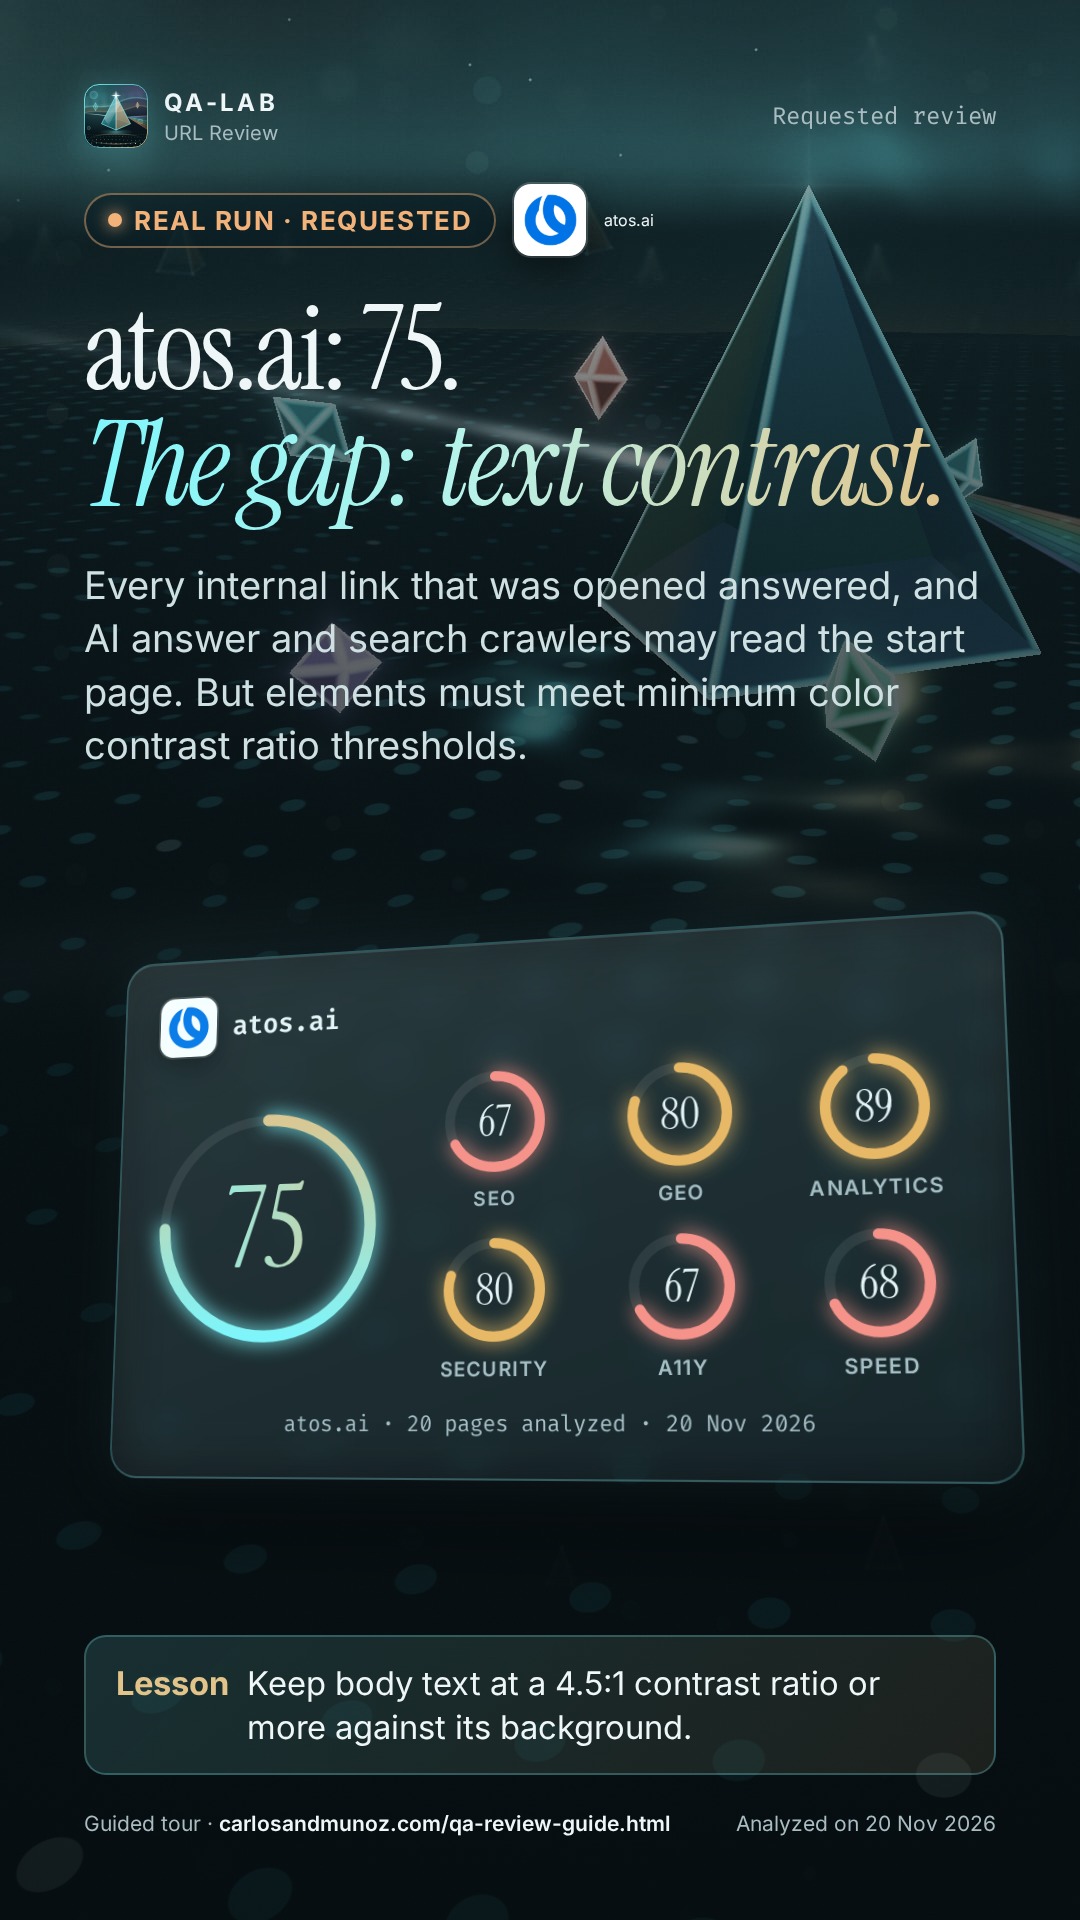 QA-LAB
URL Review
Requested review
REAL RUN · REQUESTED
atos.ai
atos.ai: 75.
The gap: text contrast.
Every internal link that was opened answered, and
AI answer and search crawlers may read the start
page. But elements must meet minimum color
contrast ratio thresholds.
atos.ai
75
67
SEO
80
GEO
89
ANALYTICS
80
SECURITY
67
A11Y
68
SPEED
atos.ai · 20 pages analyzed · 20 Nov 2026
Lesson Keep body text at a 4.5:1 contrast ratio or
more against its background.
Guided tour · carlosandmunoz.com/qa-review-guide.html
Analyzed on 20 Nov 2026